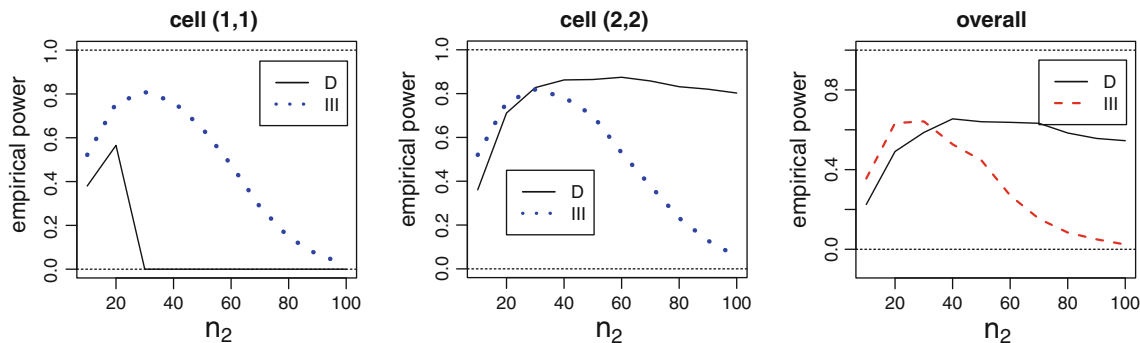 cell (1,1)
empirical power
0.0 0.2 0.4 0.6 0.8 1.0
D
III
20 40 60 80 100
n₂
cell (2,2)
empirical power
0.0 0.2 0.4 0.6 0.8 1.0
D
III
20 40 60 80 100
n₂
overall
empirical power
0.0 0.4 0.8
D
III
20 40 60 80 100
n₂